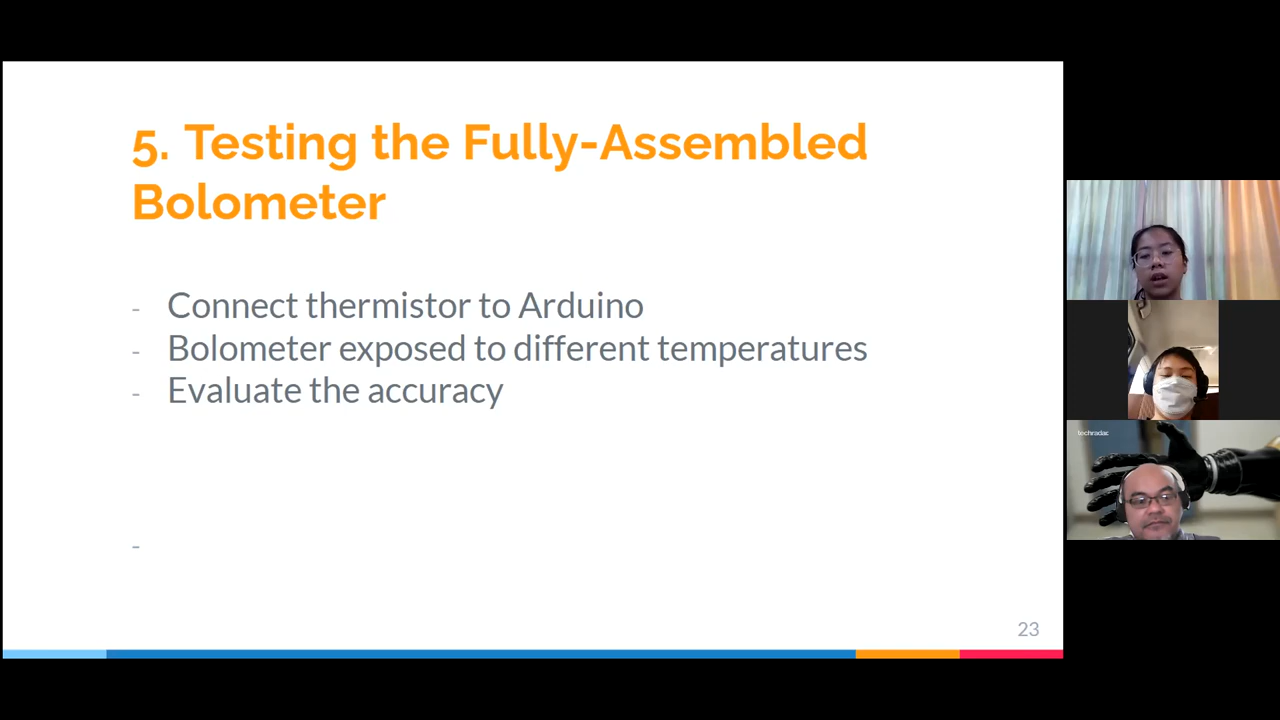 5. Testing the Fully-Assembled
Bolometer
- Connect thermistor to Arduino
- Bolometer exposed to different temperatures
- Evaluate the accuracy
-
23
techradar